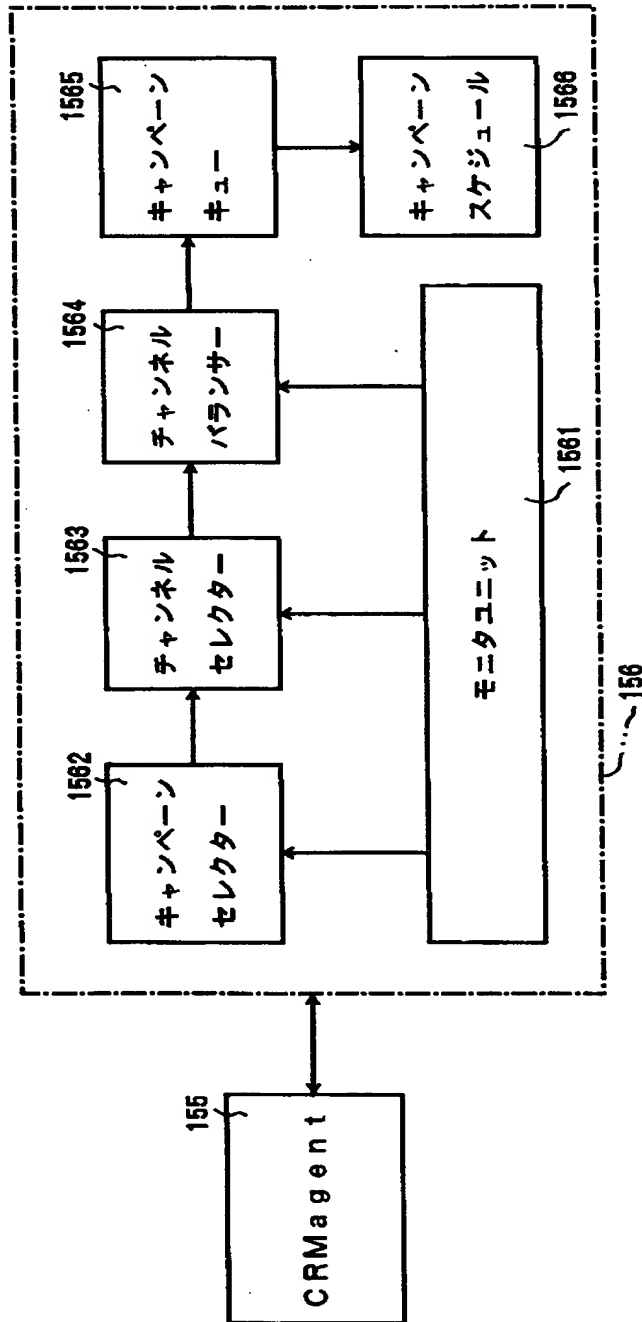 155
CRMagent
1562
キャンペーン
セレクター
1563
チャンネル
セレクター
1564
チャンネル
バランサー
1565
キャンペーン
キュー
キャンペーン
スケジュール
1566
モニタユニット
1561
156